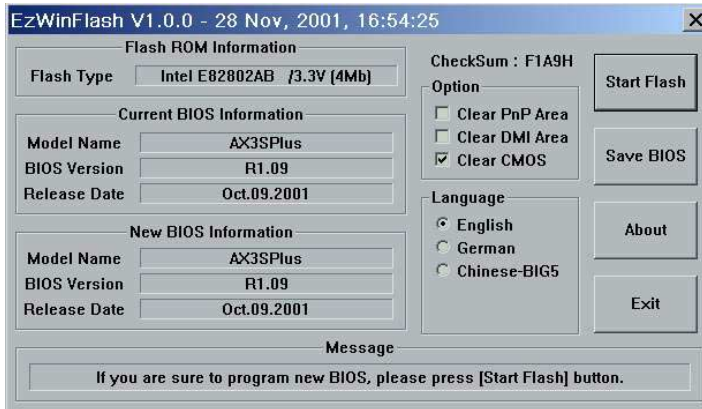 EzWinFlash V1.0.0 - 28 Nov, 2001, 16:54:25
Flash ROM Information
Flash Type Intel E82802AB /3.3V (4Mb)
Current BIOS Information
Model Name AX3SPlus
BIOS Version R1.09
Release Date Oct.09.2001
New BIOS Information
Model Name AX3SPlus
BIOS Version R1.09
Release Date Oct.09.2001
CheckSum : F1A9H
Option
Clear PnP Area
Clear DMI Area
Clear CMOS
Language
English
German
Chinese-BIG5
Start Flash
Save BIOS
About
Exit
Message
If you are sure to program new BIOS, please press [Start Flash] button.